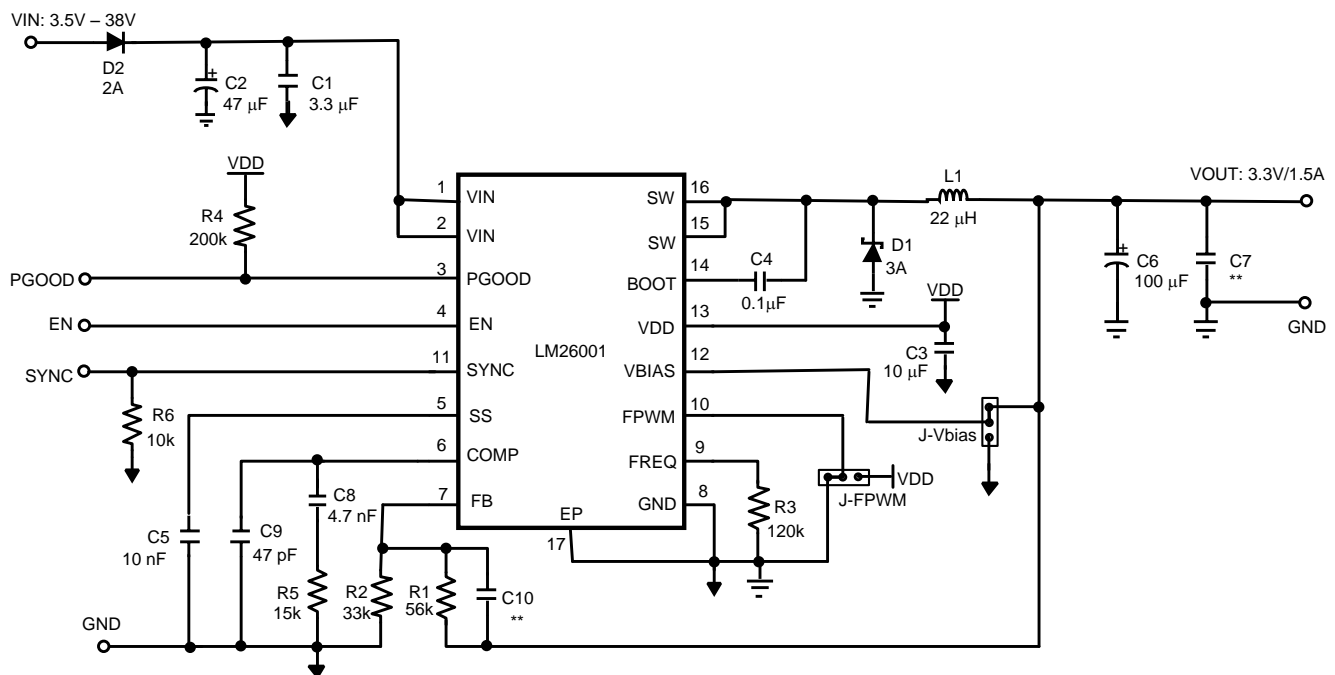 VIN: 3.5V – 38V
D2
2A
C2
47 μF
C1
3.3 μF
VDD
R4
200k
PGOOD
EN
SYNC
R6
10k
1
2
3
4
11
5
6
7
VIN
VIN
PGOOD
EN
SYNC
SS
COMP
FB
LM26001
EP
17
SW
SW
BOOT
VDD
VBIAS
FPWM
FREQ
GND
16
15
14
13
12
10
9
8
C4
0.1μF
D1
3A
L1
22 μH
VOUT: 3.3V/1.5A
C6
100 μF
C7
**
GND
VDD
C3
10 μF
J-Vbias
VDD
J-FPWM
R3
120k
C8
4.7 nF
C5
10 nF
C9
47 pF
R5
15k
R2
33k
R1
56k
C10
**
GND